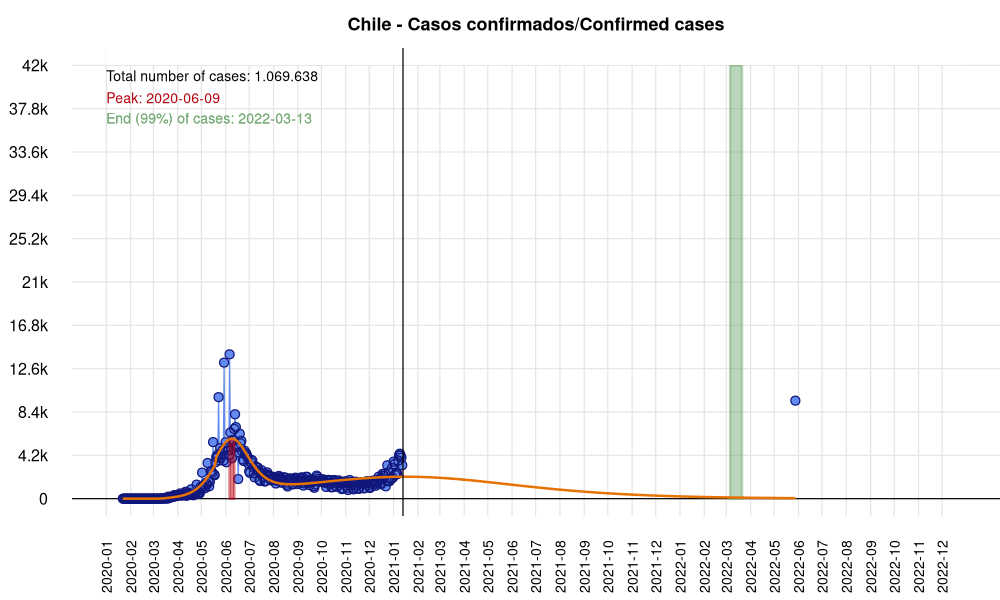 Chile - Casos confirmados/Confirmed cases
Total number of cases: 1.069.638
Peak: 2020-06-09
End (99%) of cases: 2022-03-13
42k
37.8k
33.6k
29.4k
25.2k
21k
16.8k
12.6k
8.4k
4.2k
0
2020-01
2020-02
2020-03
2020-04
2020-05
2020-06
2020-07
2020-08
2020-09
2020-10
2020-11
2020-12
2021-01
2021-02
2021-03
2021-04
2021-05
2021-06
2021-07
2021-08
2021-09
2021-10
2021-11
2021-12
2022-01
2022-02
2022-03
2022-04
2022-05
2022-06
2022-07
2022-08
2022-09
2022-10
2022-11
2022-12